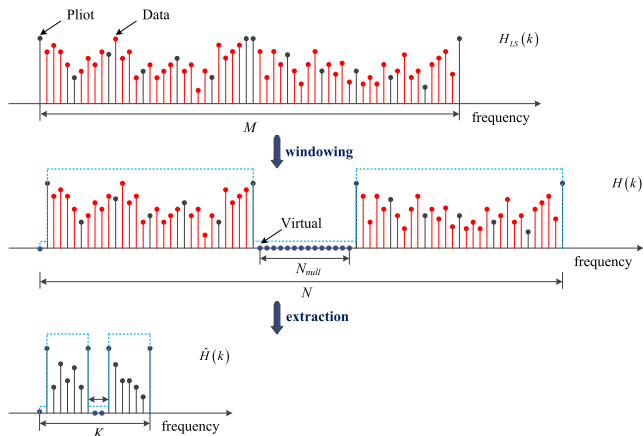 Pliot
Data
H_{LS}(k)
frequency
M
windowing
H(k)
Virtual
frequency
N_{null}
N
extraction
Ĥ(k)
frequency
K